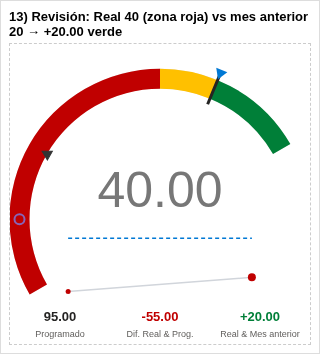 13) Revisión: Real 40 (zona roja) vs mes anterior
20 → +20.00 verde
40.00
95.00 -55.00 +20.00
Programado Dif. Real & Prog. Real & Mes anterior